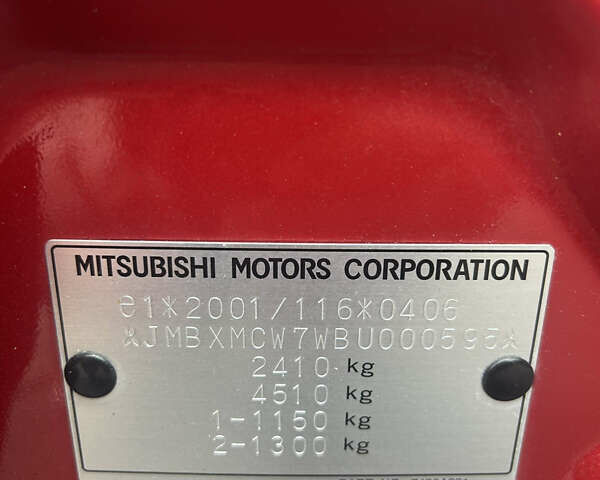 MITSUBISHI MOTORS CORPORATION
e1*2001/116*0406
*JMBXMCW7WBU000595*
2410 kg
4510 kg
1-1150 kg
2-1300 kg